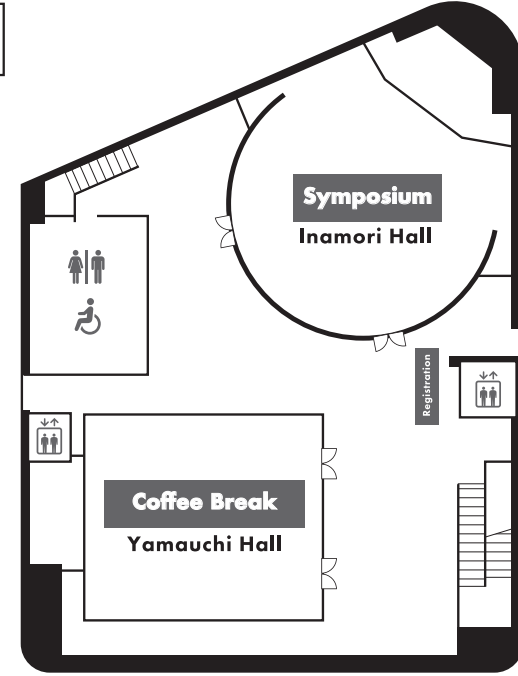 Symposium
Inamori Hall
Registration
Coffee Break
Yamauchi Hall